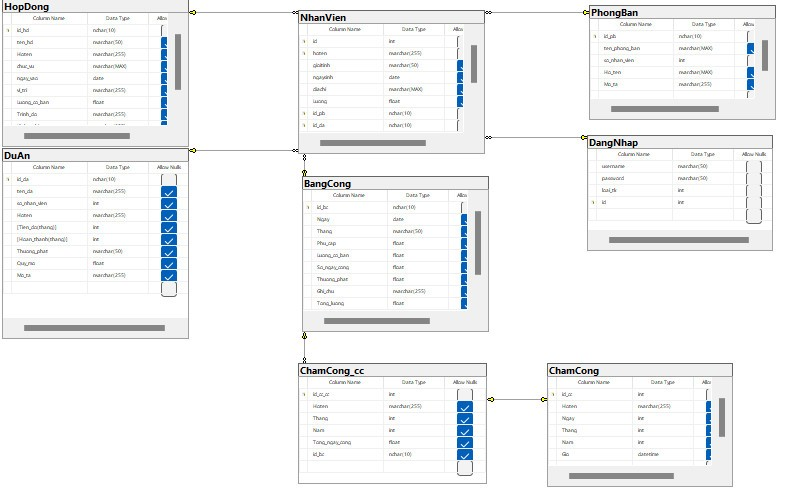 HopDong
Column Name Data Type Allo
id_hd nchar(10)
ten_hd nvarchar(50)
Hoten nvarchar(255)
chuc_vu nvarchar(MAX)
ngay_vao date
vi_tri nvarchar(255)
luong_co_ban float
Trinh_do nvarchar(255)
NhanVien
Column Name Data Type Allow
id int
hoten nvarchar(255)
gioitinh nvarchar(50)
ngaysinh date
diachi nvarchar(MAX)
luong float
id_pb nchar(10)
id_da nchar(10)
PhongBan
Column Name Data Type Allow
id_pb nchar(10)
ten_phong_ban nvarchar(MAX)
so_nhan_vien int
Ho_ten nvarchar(MAX)
Mo_ta nvarchar(255)
DangNhap
Column Name Data Type Allow Nulls
username nvarchar(50)
password nvarchar(50)
loai_tk int
id int
DuAn
Column Name Data Type Allow Nulls
id_da nchar(10)
ten_da nvarchar(255)
so_nhan_vien int
Hoten nvarchar(255)
[Tien_do(thang)] int
[Hoan_thanh(thang)] int
Thuong_phat nvarchar(50)
Quy_mo float
Mo_ta nvarchar(255)
BangCong
Column Name Data Type Allow
id_bc nchar(10)
Ngay date
Thang nvarchar(50)
Phu_cap float
luong_co_ban float
So_ngay_cong float
Thuong_phat float
Ghi_chu nvarchar(255)
Tong_luong float
ChamCong_cc
Column Name Data Type Allow Nulls
id_cc_cc int
Hoten nvarchar(255)
Thang int
Nam int
Tong_ngay_cong float
id_bc nchar(10)
ChamCong
Column Name Data Type Allo
id_cc int
Hoten nvarchar(255)
Ngay int
Thang int
Nam int
Gio datetime